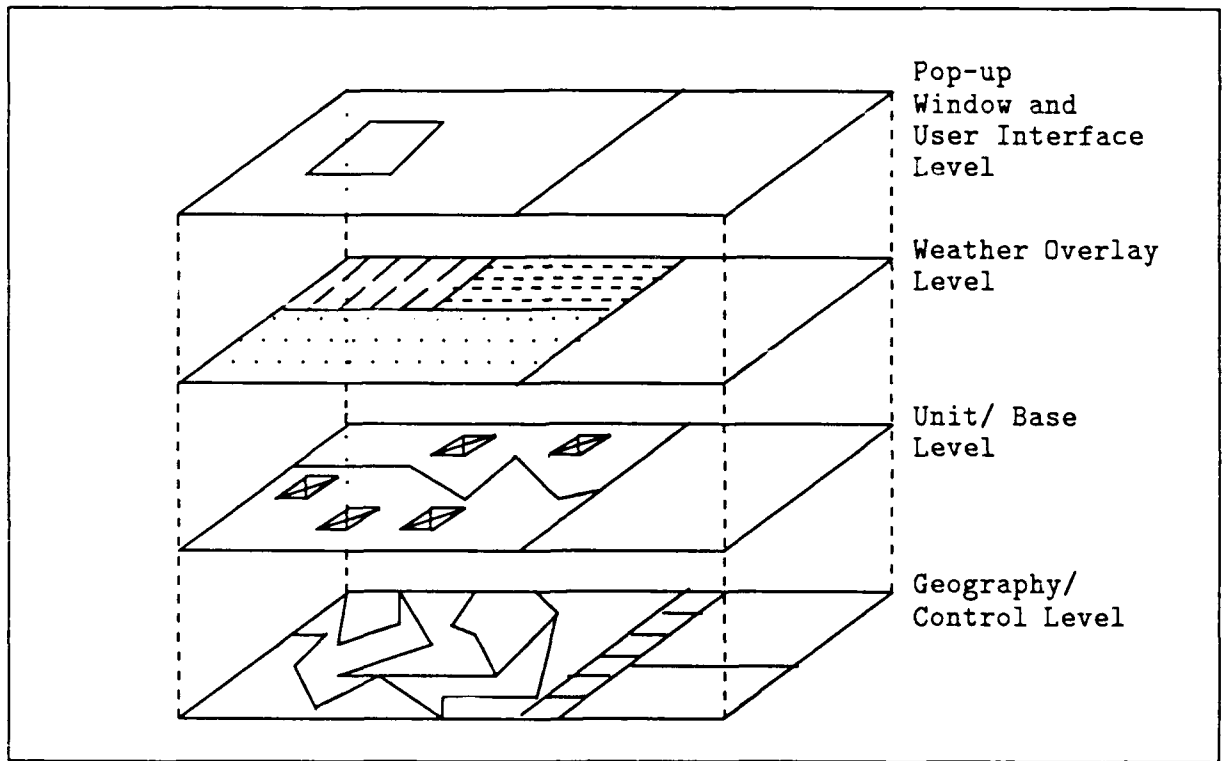 Pop-up
Window and
User Interface
Level
Weather Overlay
Level
Unit/ Base
Level
Geography/
Control Level